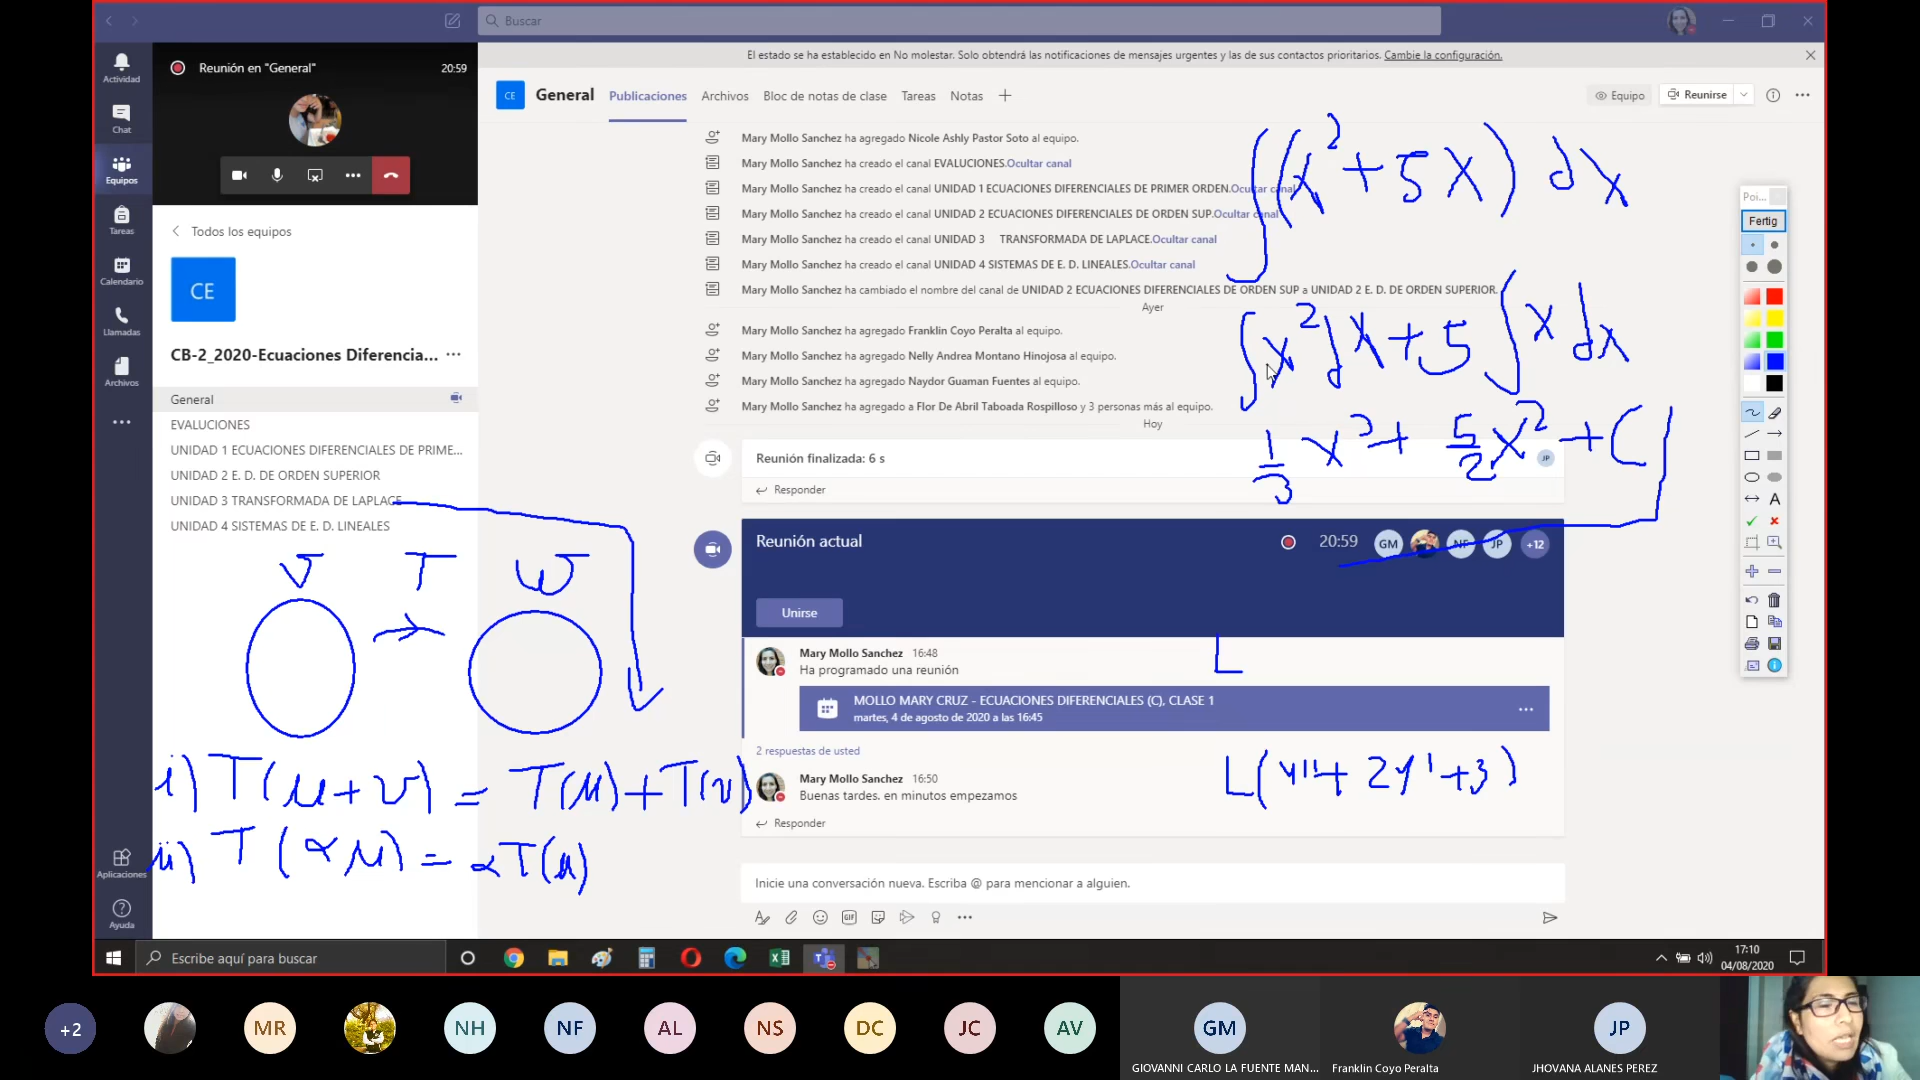 Buscar
El estado se ha establecido en No molestar. Solo obtendrá las notificaciones de mensajes urgentes y las de sus contactos prioritarios. Cambie la configuración.
Actividad
Chat
Equipos
Tareas
Calendario
Llamadas
Archivos
Aplicaciones
Ayuda
Reunión en "General"
20:59
Todos los equipos
CE
CB-2_2020-Ecuaciones Diferencia...
General
EVALUCIONES
UNIDAD 1 ECUACIONES DIFERENCIALES DE PRIME...
UNIDAD 2 E. D. DE ORDEN SUPERIOR
UNIDAD 3 TRANSFORMADA DE LAPLACE
UNIDAD 4 SISTEMAS DE E. D. LINEALES
V T W
i) T(μ+v) = T(μ)+T(v)
ii) T(αμ) = αT(μ)
CE General Publicaciones Archivos Bloc de notas de clase Tareas Notas
Equipo Reunirse
Mary Mollo Sanchez ha agregado Nicole Ashly Pastor Soto al equipo.
Mary Mollo Sanchez ha creado el canal EVALUCIONES.Ocultar canal
Mary Mollo Sanchez ha creado el canal UNIDAD 1 ECUACIONES DIFERENCIALES DE PRIMER ORDEN.Ocultar canal
Mary Mollo Sanchez ha creado el canal UNIDAD 2 ECUACIONES DIFERENCIALES DE ORDEN SUP.Ocultar canal
Mary Mollo Sanchez ha creado el canal UNIDAD 3 TRANSFORMADA DE LAPLACE.Ocultar canal
Mary Mollo Sanchez ha creado el canal UNIDAD 4 SISTEMAS DE E. D. LINEALES.Ocultar canal
Mary Mollo Sanchez ha cambiado el nombre del canal de UNIDAD 2 ECUACIONES DIFERENCIALES DE ORDEN SUP a UNIDAD 2 E. D. DE ORDEN SUPERIOR.
Ayer
Mary Mollo Sanchez ha agregado Franklin Coyo Peralta al equipo.
Mary Mollo Sanchez ha agregado Nelly Andrea Montano Hinojosa al equipo.
Mary Mollo Sanchez ha agregado Naydor Guaman Fuentes al equipo.
Mary Mollo Sanchez ha agregado a Flor De Abril Taboada Rospilloso y 3 personas más al equipo.
Hoy
Reunión finalizada: 6 s
JP
Responder
Reunión actual
20:59 GM NF JP +12
Unirse
Mary Mollo Sanchez 16:48
Ha programado una reunión
MOLLO MARY CRUZ - ECUACIONES DIFERENCIALES (C), CLASE 1
martes, 4 de agosto de 2020 a las 16:45
2 respuestas de usted
Mary Mollo Sanchez 16:50
Buenas tardes. en minutos empezamos
Responder
Inicie una conversación nueva. Escriba @ para mencionar a alguien.
GIF
∫(x²+5x) dx
∫x²dx+5∫x dx
1/3 x³+ 5/2 x²+C
L
L(y''+ 2y'+3)
Poi...
Fertig
A
Escribe aquí para buscar
17:10
04/08/2020
+2 MR NH NF AL NS DC JC AV GM JP
GIOVANNI CARLO LA FUENTE MAN...
Franklin Coyo Peralta
JHOVANA ALANES PEREZ